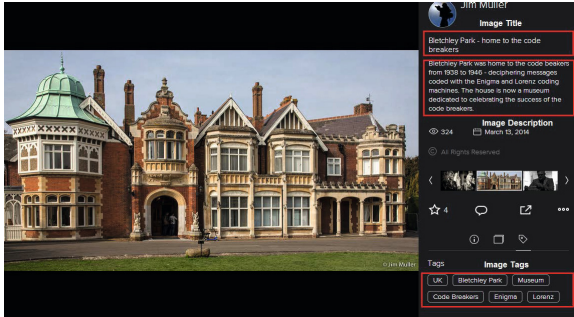 Jim Muller
Image Title
Bletchley Park - home to the code
breakers
Bletchley Park was home to the code beakers
from 1938 to 1946 - deciphering messages
coded with the Enigma and Lorenz coding
machines. The house is now a museum
dedicated to celebrating the success of the
code breakers.
Image Description
324 March 13, 2014
© All Rights Reserved
4
© Jim Muller
Tags Image Tags
UK Bletchley Park Museum
Code Breakers Enigma Lorenz